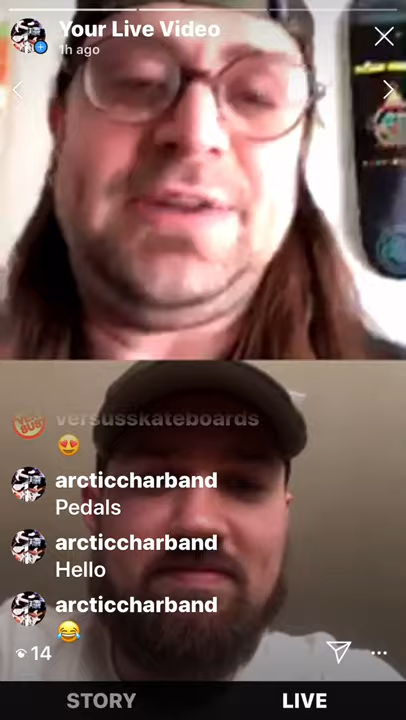 Your Live Video
1h ago
versusskateboards
😍
arcticcharband
Pedals
arcticcharband
Hello
arcticcharband
😂
14
STORY
LIVE